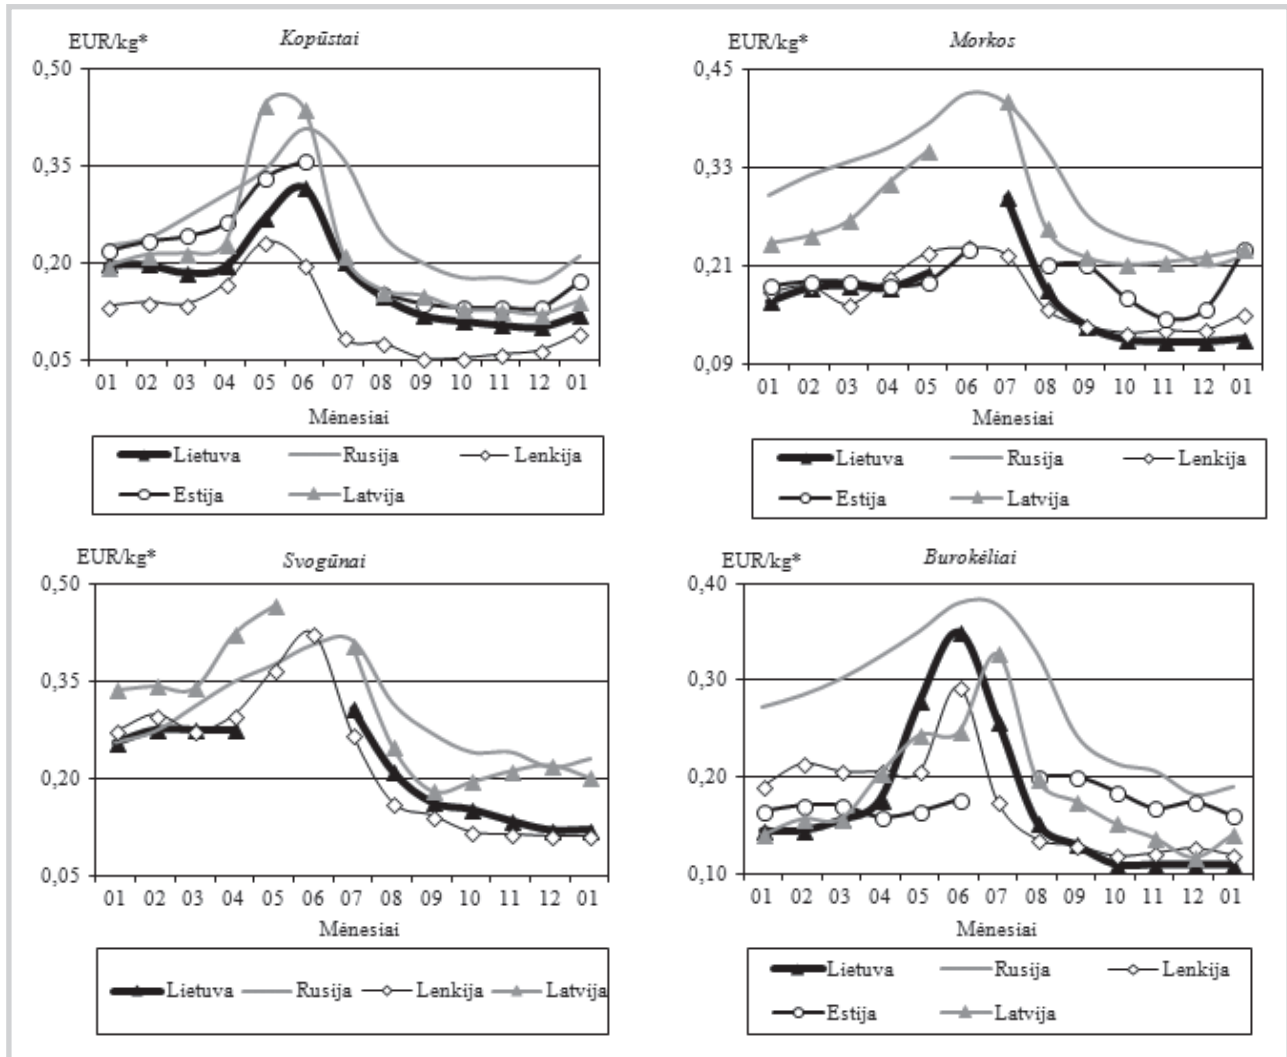 EUR/kg* Kopūstai
0,50
0,35
0,20
0,05
01 02 03 04 05 06 07 08 09 10 11 12 01
Mėnesiai
Lietuva Rusija Lenkija
Estija Latvija
EUR/kg* Morkos
0,45
0,33
0,21
0,09
01 02 03 04 05 06 07 08 09 10 11 12 01
Mėnesiai
Lietuva Rusija Lenkija
Estija Latvija
EUR/kg* Svogūnai
0,50
0,35
0,20
0,05
01 02 03 04 05 06 07 08 09 10 11 12 01
Mėnesiai
Lietuva Rusija Lenkija Latvija
EUR/kg* Burokėliai
0,40
0,30
0,20
0,10
01 02 03 04 05 06 07 08 09 10 11 12 01
Mėnesiai
Lietuva Rusija Lenkija
Estija Latvija